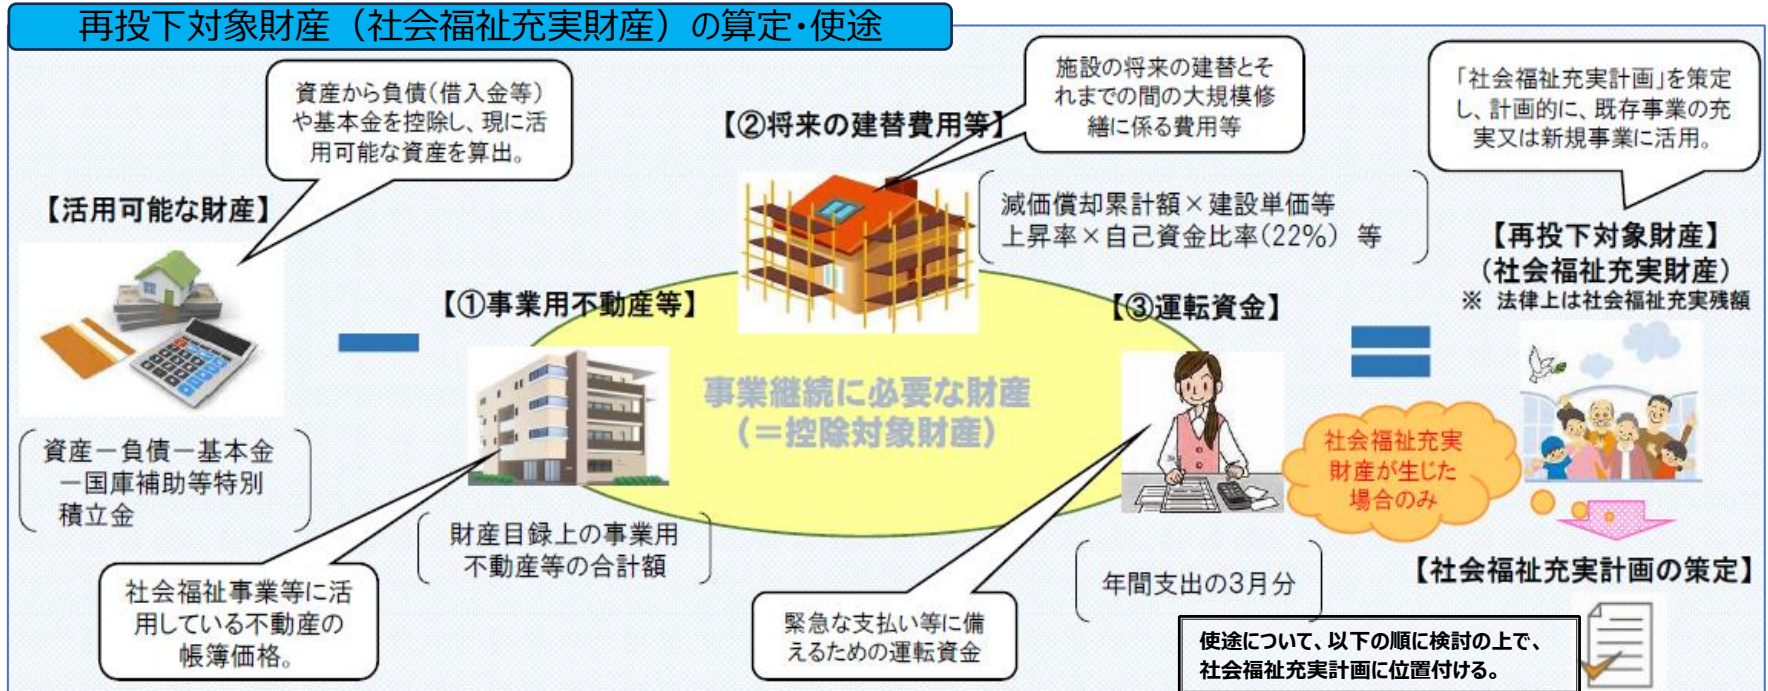 再投下対象財産（社会福祉充実財産）の算定・使途
資産から負債(借入金等)
や基本金を控除し、現に活
用可能な資産を算出。
【活用可能な財産】
資産－負債－基本金
－国庫補助等特別
積立金
【①事業用不動産等】
財産目録上の事業用
不動産等の合計額
社会福祉事業等に活
用している不動産の
帳簿価格。
【②将来の建替費用等】
施設の将来の建替とそ
れまでの間の大規模修
繕に係る費用等
減価償却累計額×建設単価等
上昇率×自己資金比率(22%) 等
事業継続に必要な財産
(＝控除対象財産)
【③運転資金】
年間支出の3月分
緊急な支払い等に備
えるための運転資金
「社会福祉充実計画」を策定
し、計画的に、既存事業の充
実又は新規事業に活用。
【再投下対象財産】
(社会福祉充実財産)
※ 法律上は社会福祉充実残額
社会福祉充実
財産が生じた
場合のみ
【社会福祉充実計画の策定】
使途について、以下の順に検討の上で、
社会福祉充実計画に位置付ける。